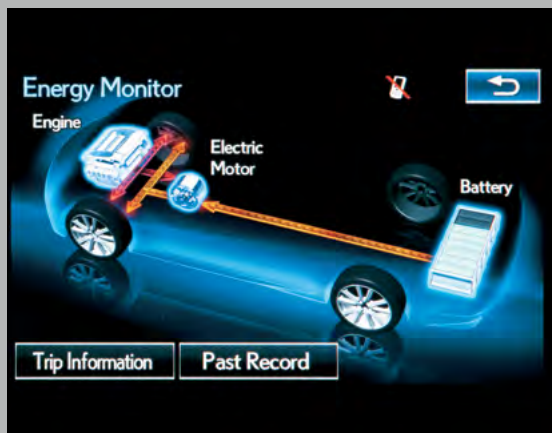 Energy Monitor
Engine
Electric
Motor
Battery
Trip Information
Past Record